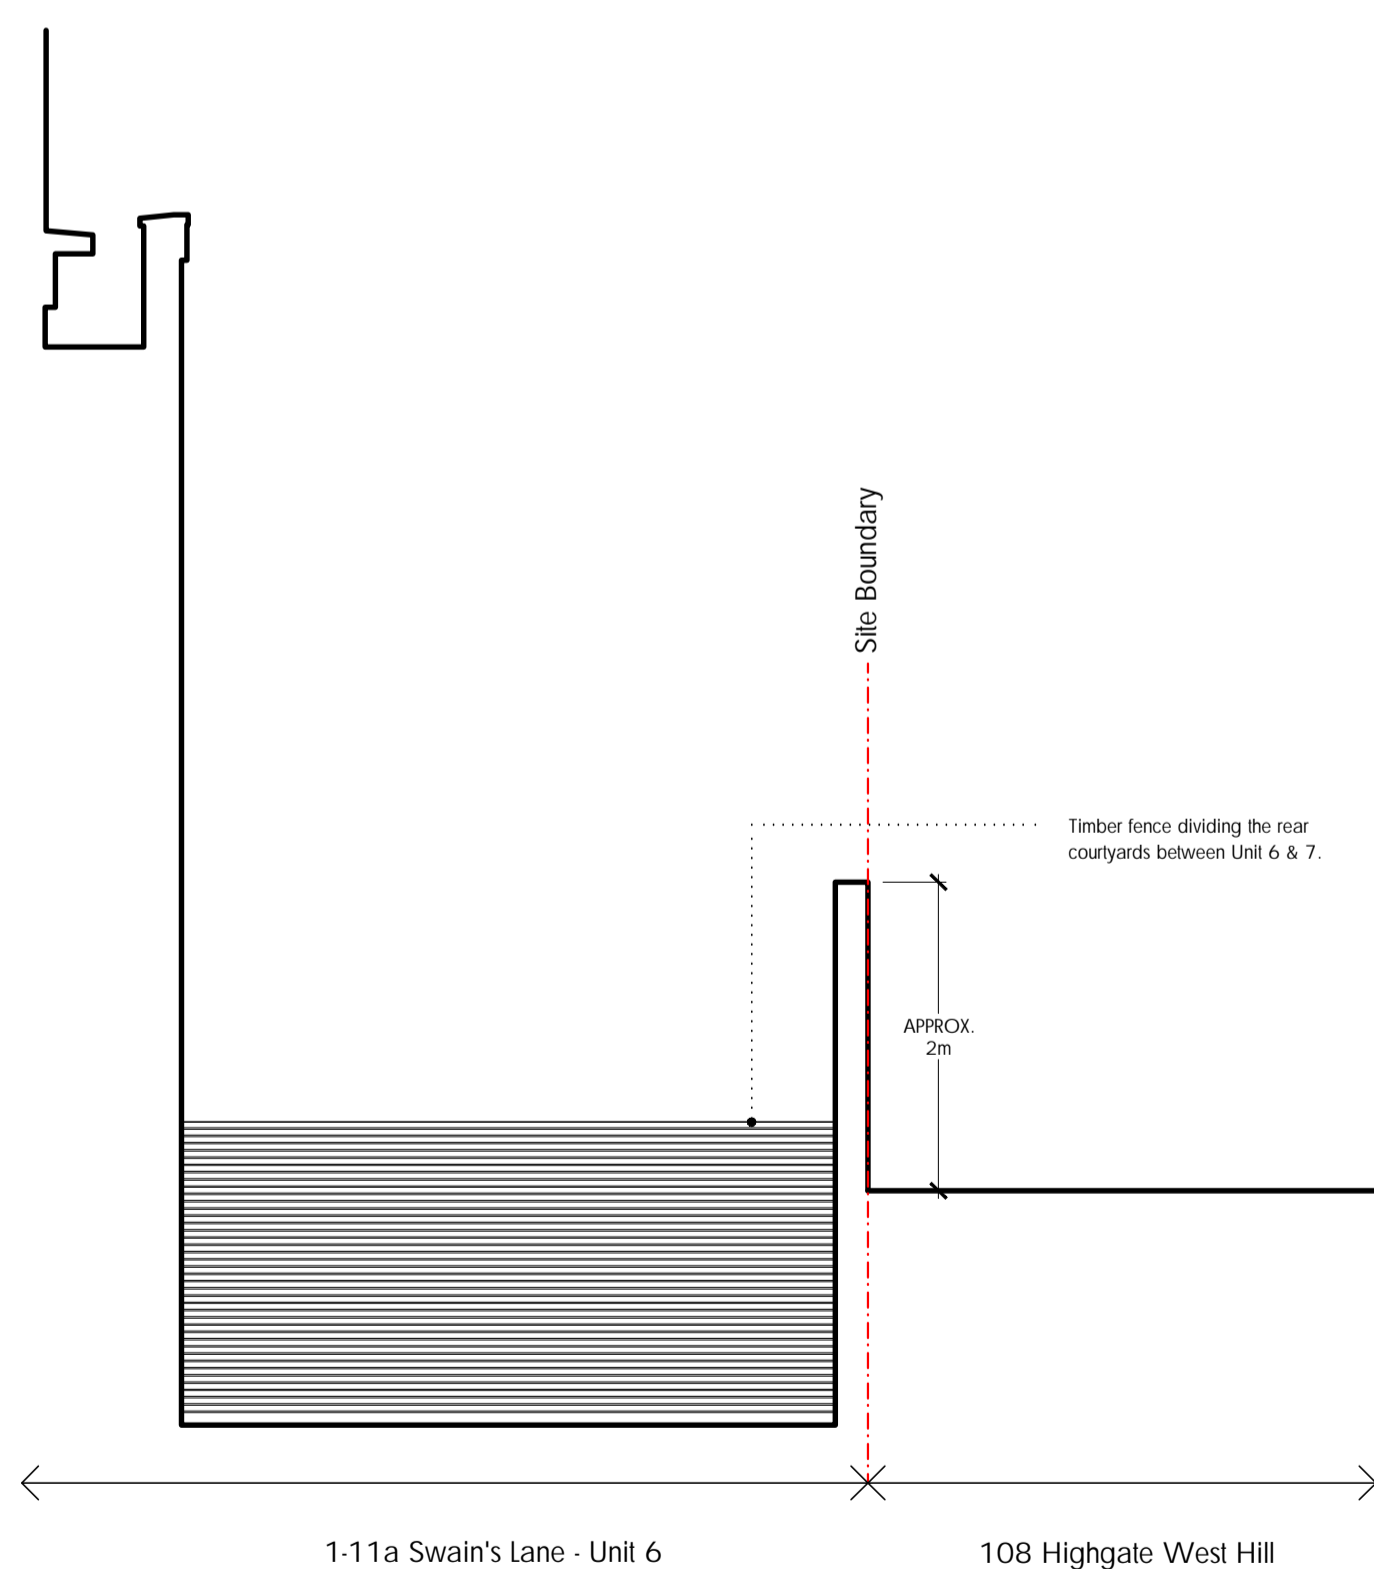 Site Boundary
Timber fence dividing the rear
courtyards between Unit 6 & 7.
APPROX.
2m
1-11a Swain's Lane - Unit 6
108 Highgate West Hill